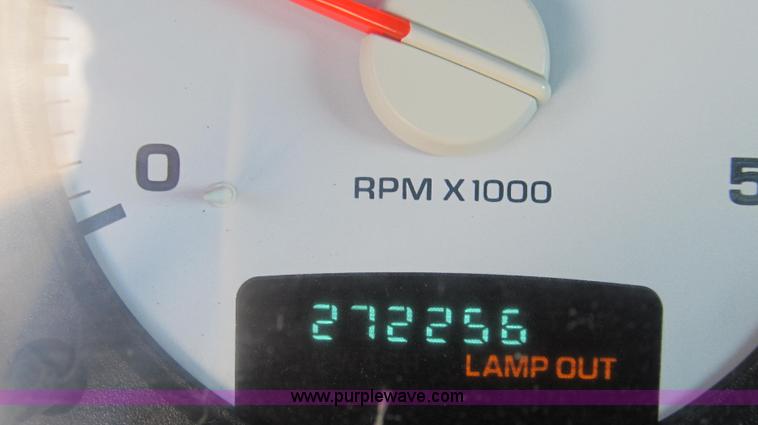 0
5
RPM X1000
272256
LAMP OUT
www.purplewave.com